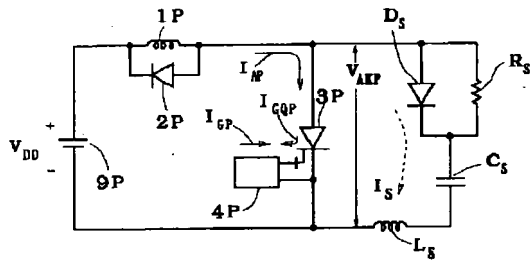 1P
D_S
I_AP
V_AKP
R_S
2P
I_GQP
3P
I_GP
+
V_DD
-
9P
4P
I_S
C_S
L_S